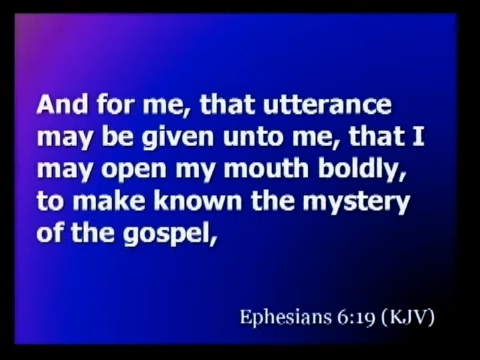 And for me, that utterance
may be given unto me, that I
may open my mouth boldly,
to make known the mystery
of the gospel,
Ephesians 6:19 (KJV)